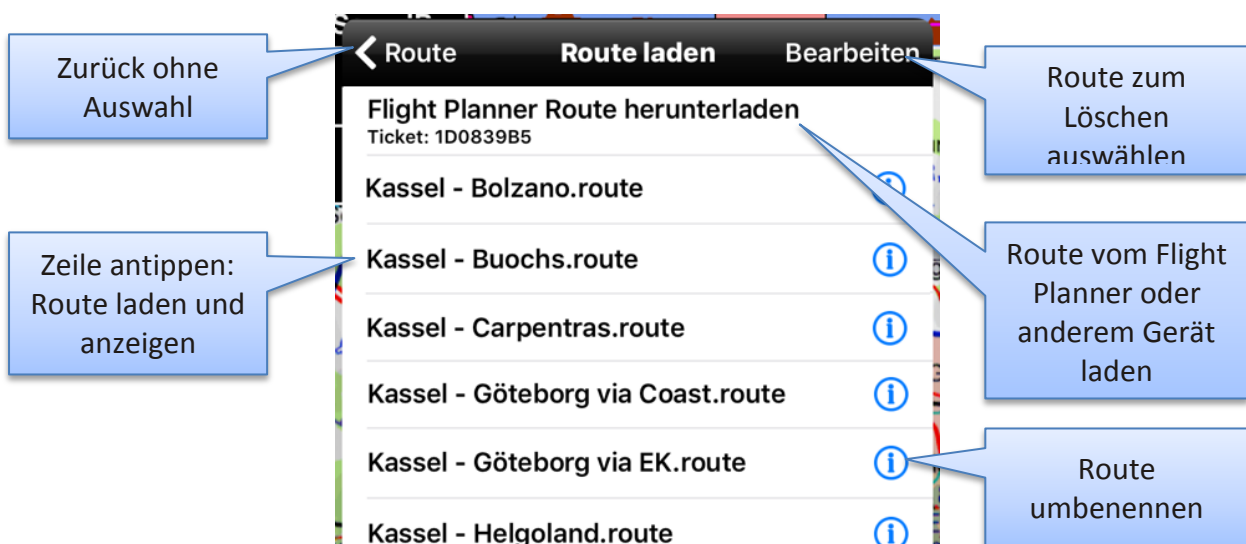 Zurück ohne
Auswahl
Route
Route laden
Bearbeiten
Route zum
Löschen
auswählen
Flight Planner Route herunterladen
Ticket: 1D0839B5
Kassel - Bolzano.route
Zeile antippen:
Route laden und
anzeigen
Kassel - Buochs.route
Route vom Flight
Planner oder
anderem Gerät
laden
Kassel - Carpentras.route
Kassel - Göteborg via Coast.route
Kassel - Göteborg via EK.route
Route
umbenennen
Kassel - Helgoland.route